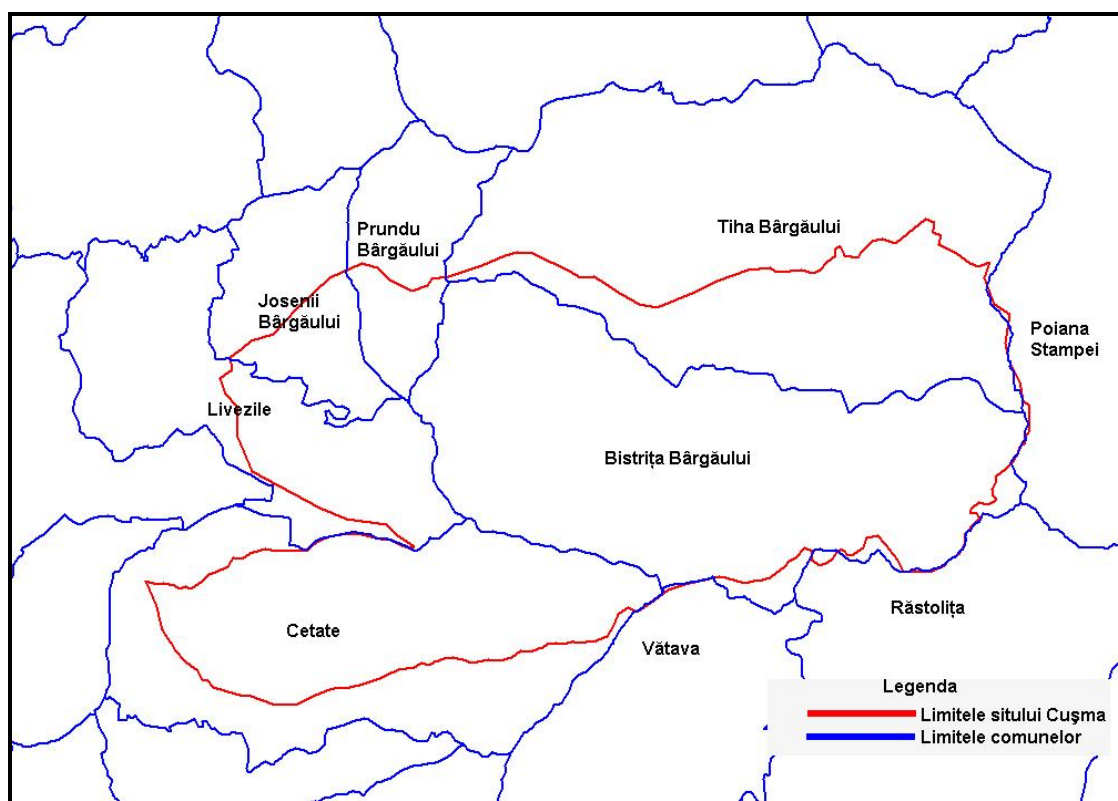 Tiha Bârgăului
Prundu
Bârgăului
Josenii
Bârgăului
Poiana
Stampei
Livezile
Bistrița Bârgăului
Răstolița
Cetate
Vătava
Legenda
Limitele sitului Cuşma
Limitele comunelor